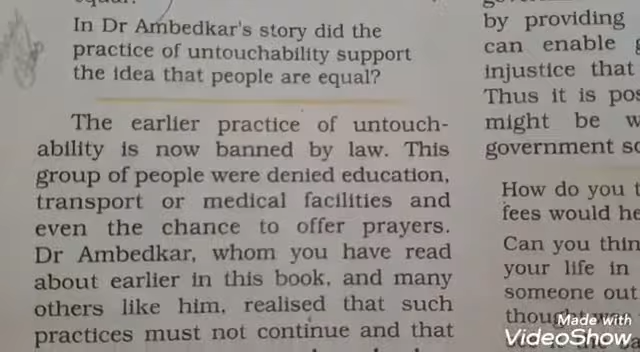 In Dr Ambedkar's story did the
practice of untouchability support
the idea that people are equal?
The earlier practice of untouch-
ability is now banned by law. This
group of people were denied education,
transport or medical facilities and
even the chance to offer prayers.
Dr Ambedkar, whom you have read
about earlier in this book, and many
others like him, realised that such
practices must not continue and that
by providing
can enable
injustice that
Thus it is
might be
government
How do you
fees would
Can you
your life in
someone out
Made with
VideoShow